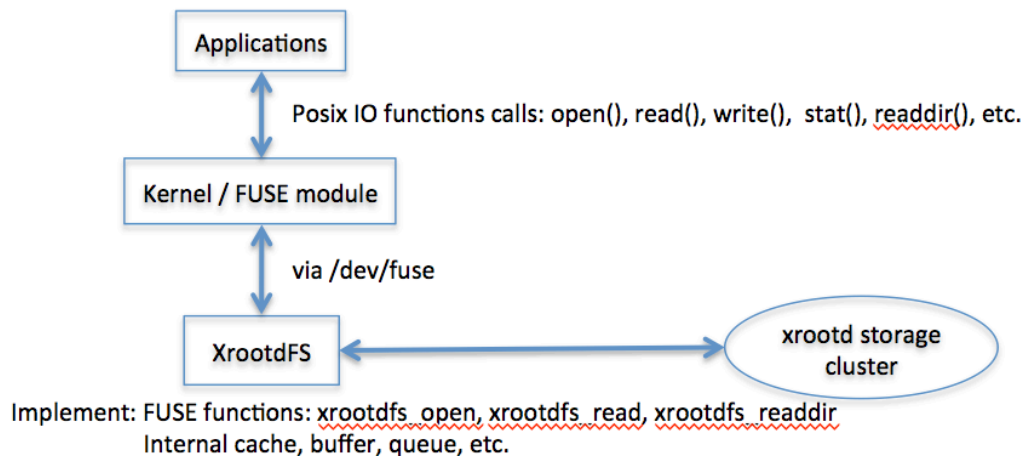 Applications
Posix IO functions calls: open(), read(), write(), stat(), readdir(), etc.
Kernel / FUSE module
via /dev/fuse
XrootdFS
xrootd storage
cluster
Implement: FUSE functions: xrootdfs_open, xrootdfs_read, xrootdfs_readdir
Internal cache, buffer, queue, etc.